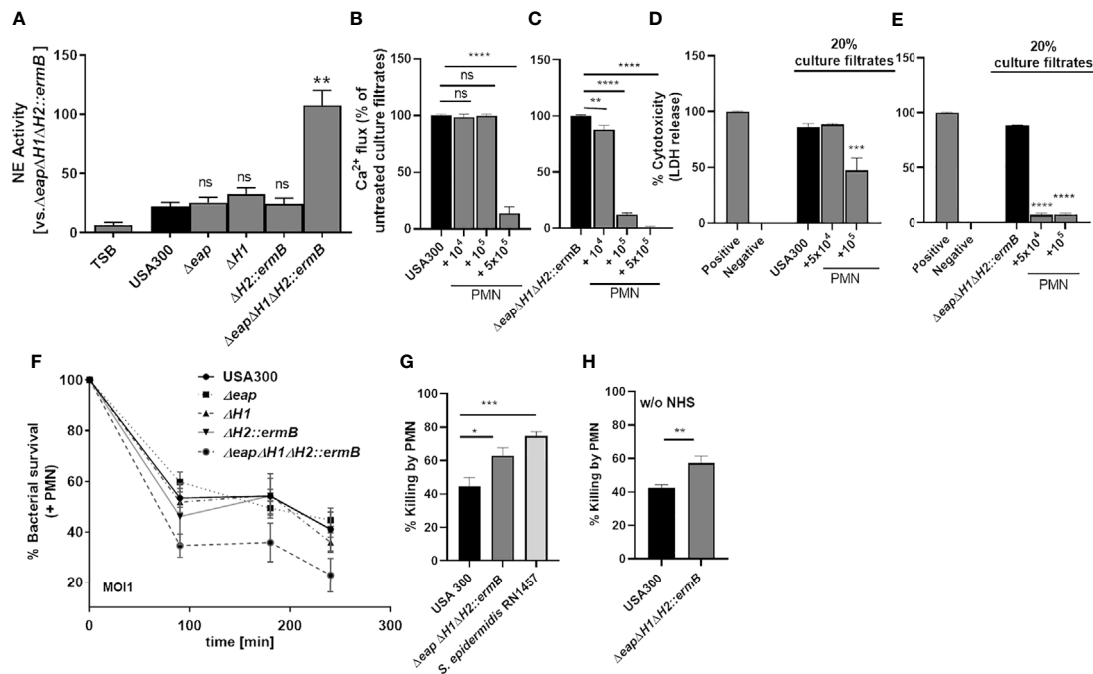 A
NE Activity
[ vs.ΔeapΔH1ΔH2::ermB]
150
100
50
0
ns
ns
ns
**
TSB
USA300
Δeap
ΔH1
ΔH2::ermB
ΔeapΔH1ΔH2::ermB
B
Ca2+ flux (% of
untreated culture filtrates)
150
100
50
0
****
ns
ns
USA300
+ 10⁴
+ 10⁵
+ 5x10⁵
PMN
C
150
100
50
0
****
****
**
ΔeapΔH1ΔH2::ermB
+ 10⁴
+ 10⁵
+ 5x10⁵
PMN
D
20%
culture filtrates
% Cytotoxicity
(LDH release)
150
100
50
0
***
Positive
Negative
USA300
+5x10⁴
+10⁵
PMN
E
20%
culture filtrates
150
100
50
0
****
****
Positive
Negative
ΔeapΔH1ΔH2::ermB
+5x10⁴
+10⁵
PMN
F
% Bacterial survival
(+ PMN)
100
80
60
40
20
USA300
Δeap
ΔH1
ΔH2::ermB
ΔeapΔH1ΔH2::ermB
MOI1
0
100
200
300
time [min]
G
% Killing by PMN
100
80
60
40
20
0
***
*
USA 300
Δeap ΔH1ΔH2::ermB
S. epidermidis RN1457
H
% Killing by PMN
100
80
60
40
20
0
w/o NHS
**
USA300
ΔeapΔH1ΔH2::ermB